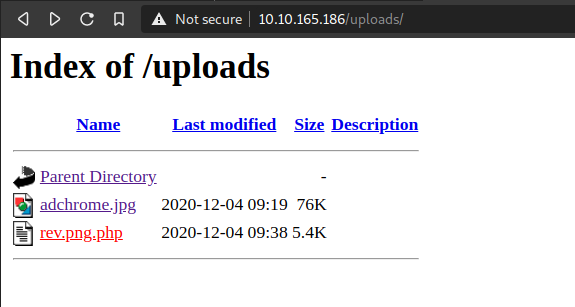 Not secure | 10.10.165.186/uploads/
Index of /uploads
Name Last modified Size Description
Parent Directory -
adchrome.jpg 2020-12-04 09:19 76K
rev.png.php 2020-12-04 09:38 5.4K